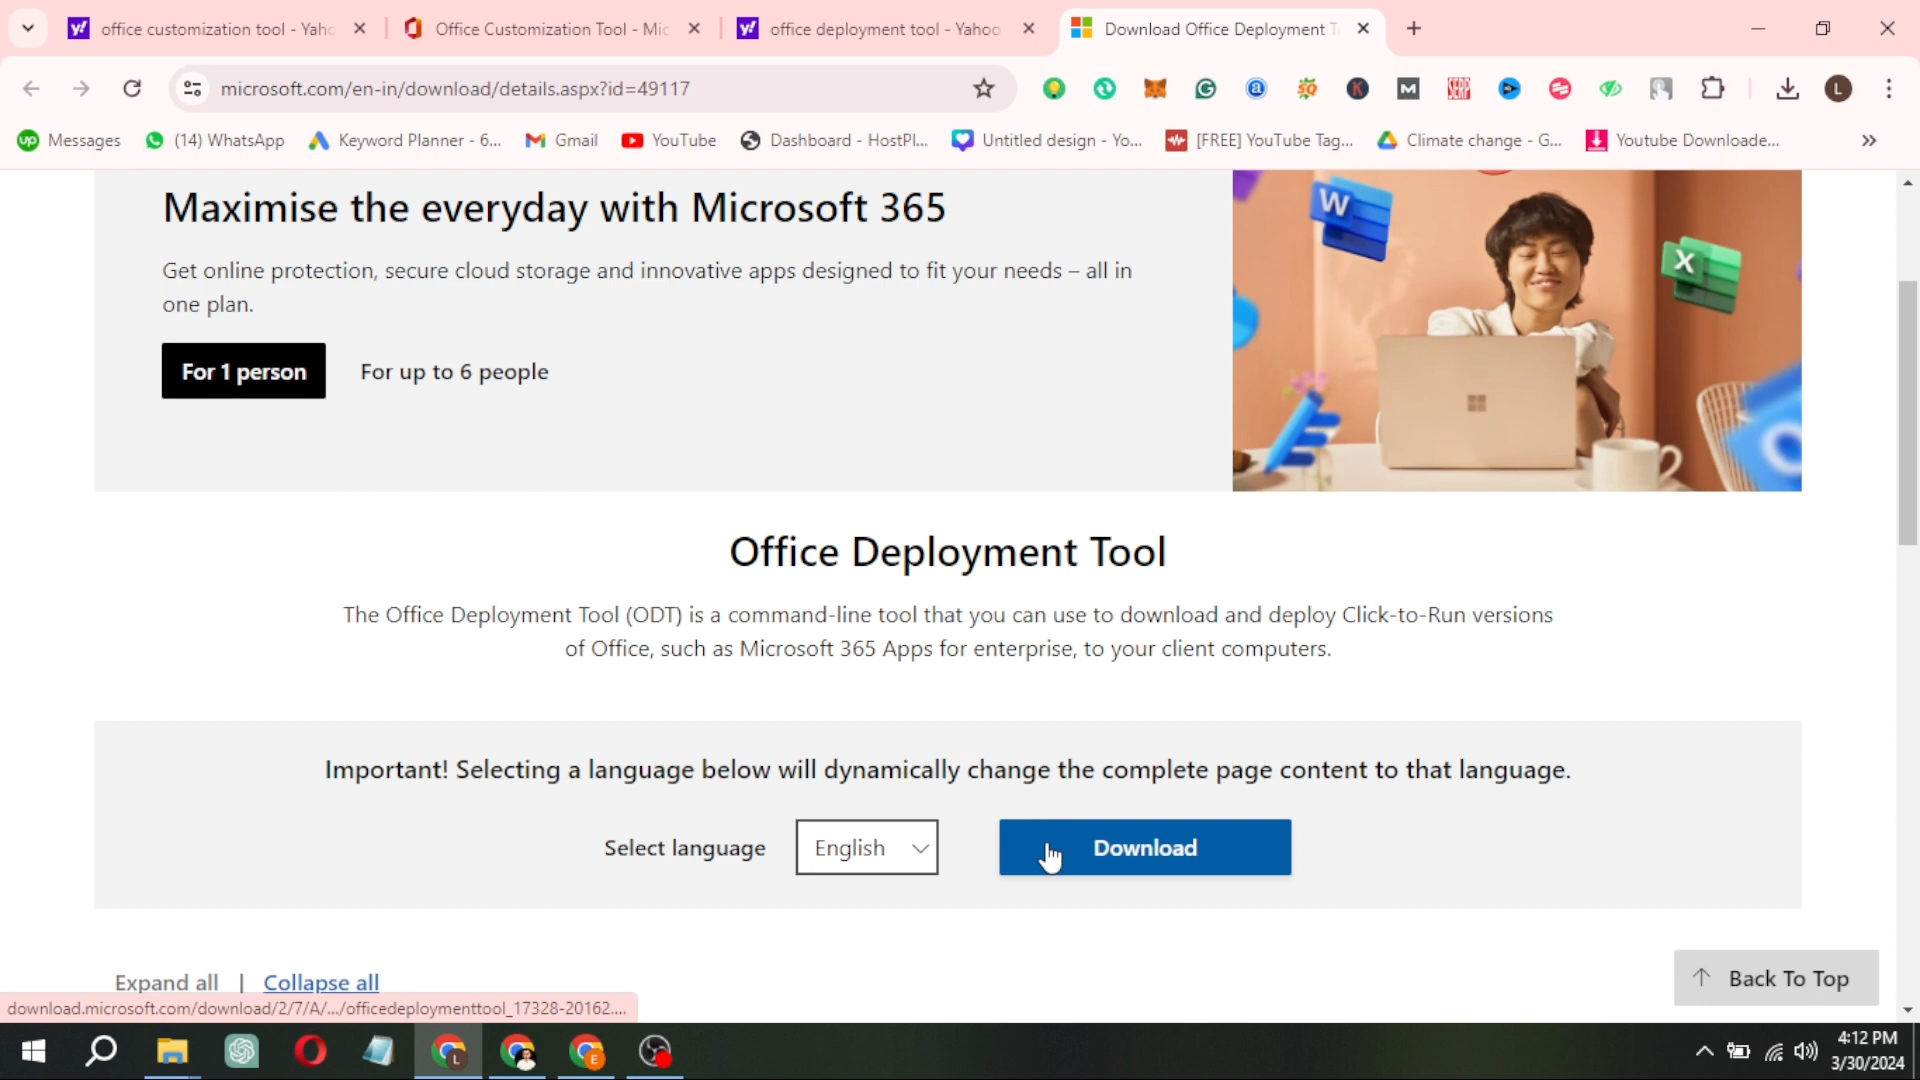 office customization tool - Yaho
Office Customization Tool - Mic
office deployment tool - Yahoo
Download Office Deployment T
microsoft.com/en-in/download/details.aspx?id=49117
L
Messages
(14) WhatsApp
Keyword Planner - 6...
Gmail
YouTube
Dashboard - HostPl...
Untitled design - Yo...
[FREE] YouTube Tag...
Climate change - G...
Youtube Downloade...
Maximise the everyday with Microsoft 365
Get online protection, secure cloud storage and innovative apps designed to fit your needs – all in
one plan.
For 1 person
For up to 6 people
W
X
Office Deployment Tool
The Office Deployment Tool (ODT) is a command-line tool that you can use to download and deploy Click-to-Run versions
of Office, such as Microsoft 365 Apps for enterprise, to your client computers.
Important! Selecting a language below will dynamically change the complete page content to that language.
Select language
English
Download
Expand all | Collapse all
Back To Top
download.microsoft.com/download/2/7/A/.../officedeploymenttool_17328-20162....
4:12 PM
3/30/2024